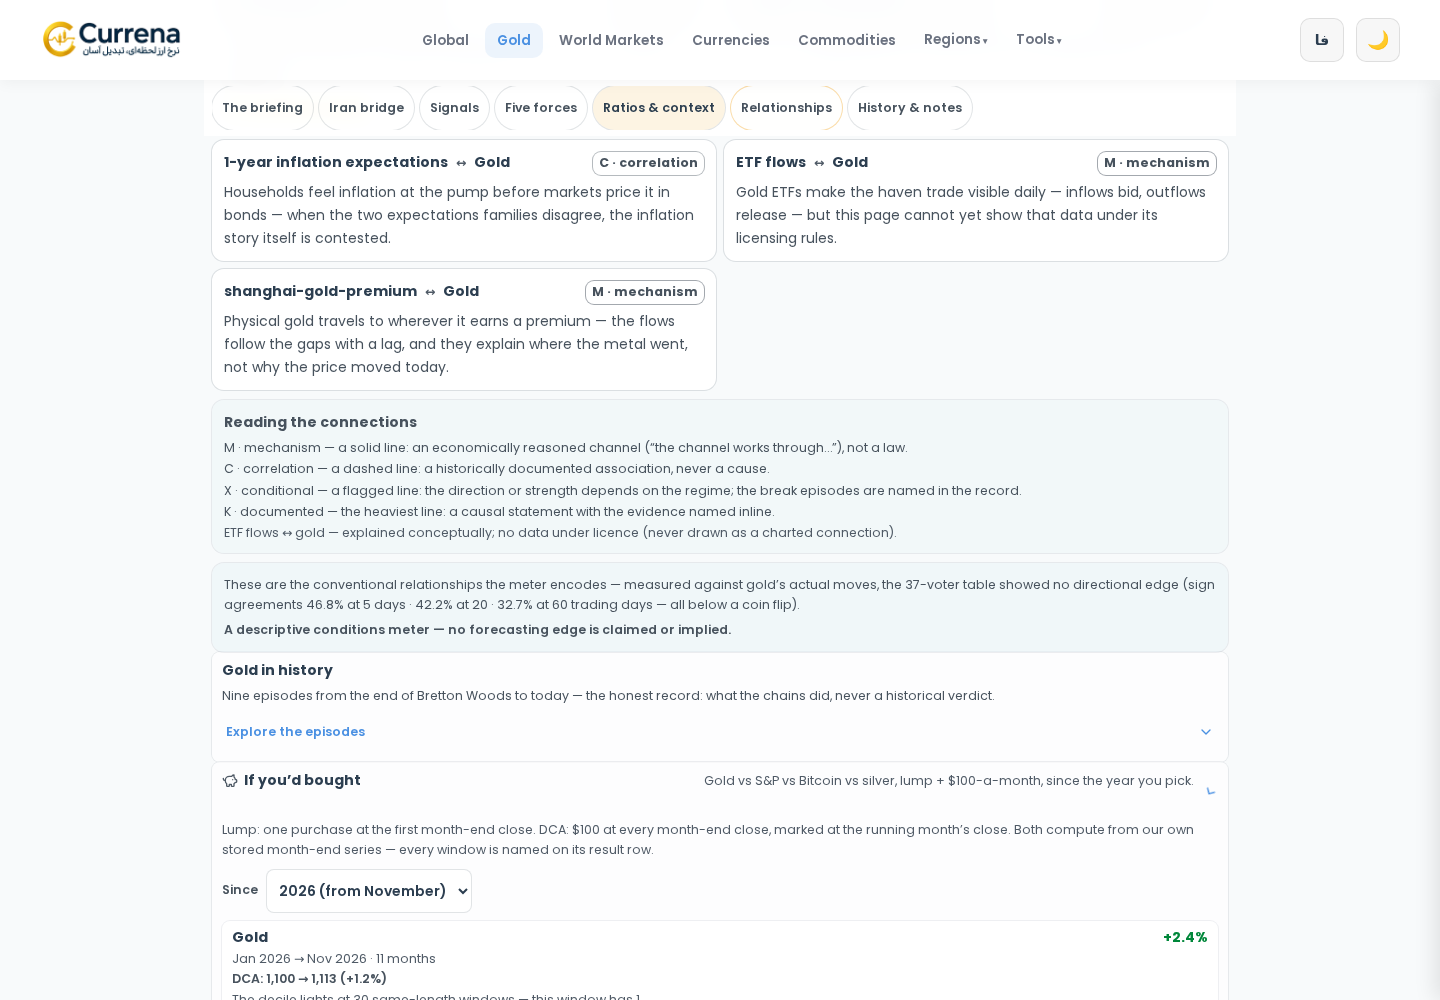 Currena
نرخ ارز لحظه‌ای، تبدیل آسان
Global
Gold
World Markets
Currencies
Commodities
Regions ▾
Tools ▾
فا
The briefing
Iran bridge
Signals
Five forces
Ratios & context
Relationships
History & notes
1-year inflation expectations ↔ Gold
C · correlation
Households feel inflation at the pump before markets price it in
bonds — when the two expectations families disagree, the inflation
story itself is contested.
ETF flows ↔ Gold
M · mechanism
Gold ETFs make the haven trade visible daily — inflows bid, outflows
release — but this page cannot yet show that data under its
licensing rules.
shanghai-gold-premium ↔ Gold
M · mechanism
Physical gold travels to wherever it earns a premium — the flows
follow the gaps with a lag, and they explain where the metal went,
not why the price moved today.
Reading the connections
M · mechanism — a solid line: an economically reasoned channel (“the channel works through…”), not a law.
C · correlation — a dashed line: a historically documented association, never a cause.
X · conditional — a flagged line: the direction or strength depends on the regime; the break episodes are named in the record.
K · documented — the heaviest line: a causal statement with the evidence named inline.
ETF flows ↔ gold — explained conceptually; no data under licence (never drawn as a charted connection).
These are the conventional relationships the meter encodes — measured against gold’s actual moves, the 37-voter table showed no directional edge (sign
agreements 46.8% at 5 days · 42.2% at 20 · 32.7% at 60 trading days — all below a coin flip).
A descriptive conditions meter — no forecasting edge is claimed or implied.
Gold in history
Nine episodes from the end of Bretton Woods to today — the honest record: what the chains did, never a historical verdict.
Explore the episodes
If you’d bought
Gold vs S&P vs Bitcoin vs silver, lump + $100-a-month, since the year you pick.
Lump: one purchase at the first month-end close. DCA: $100 at every month-end close, marked at the running month’s close. Both compute from our own
stored month-end series — every window is named on its result row.
Since
2026 (from November)
Gold
+2.4%
Jan 2026 → Nov 2026 · 11 months
DCA: 1,100 → 1,113 (+1.2%)
The decile lights at 30 same-length windows — this window has 1.